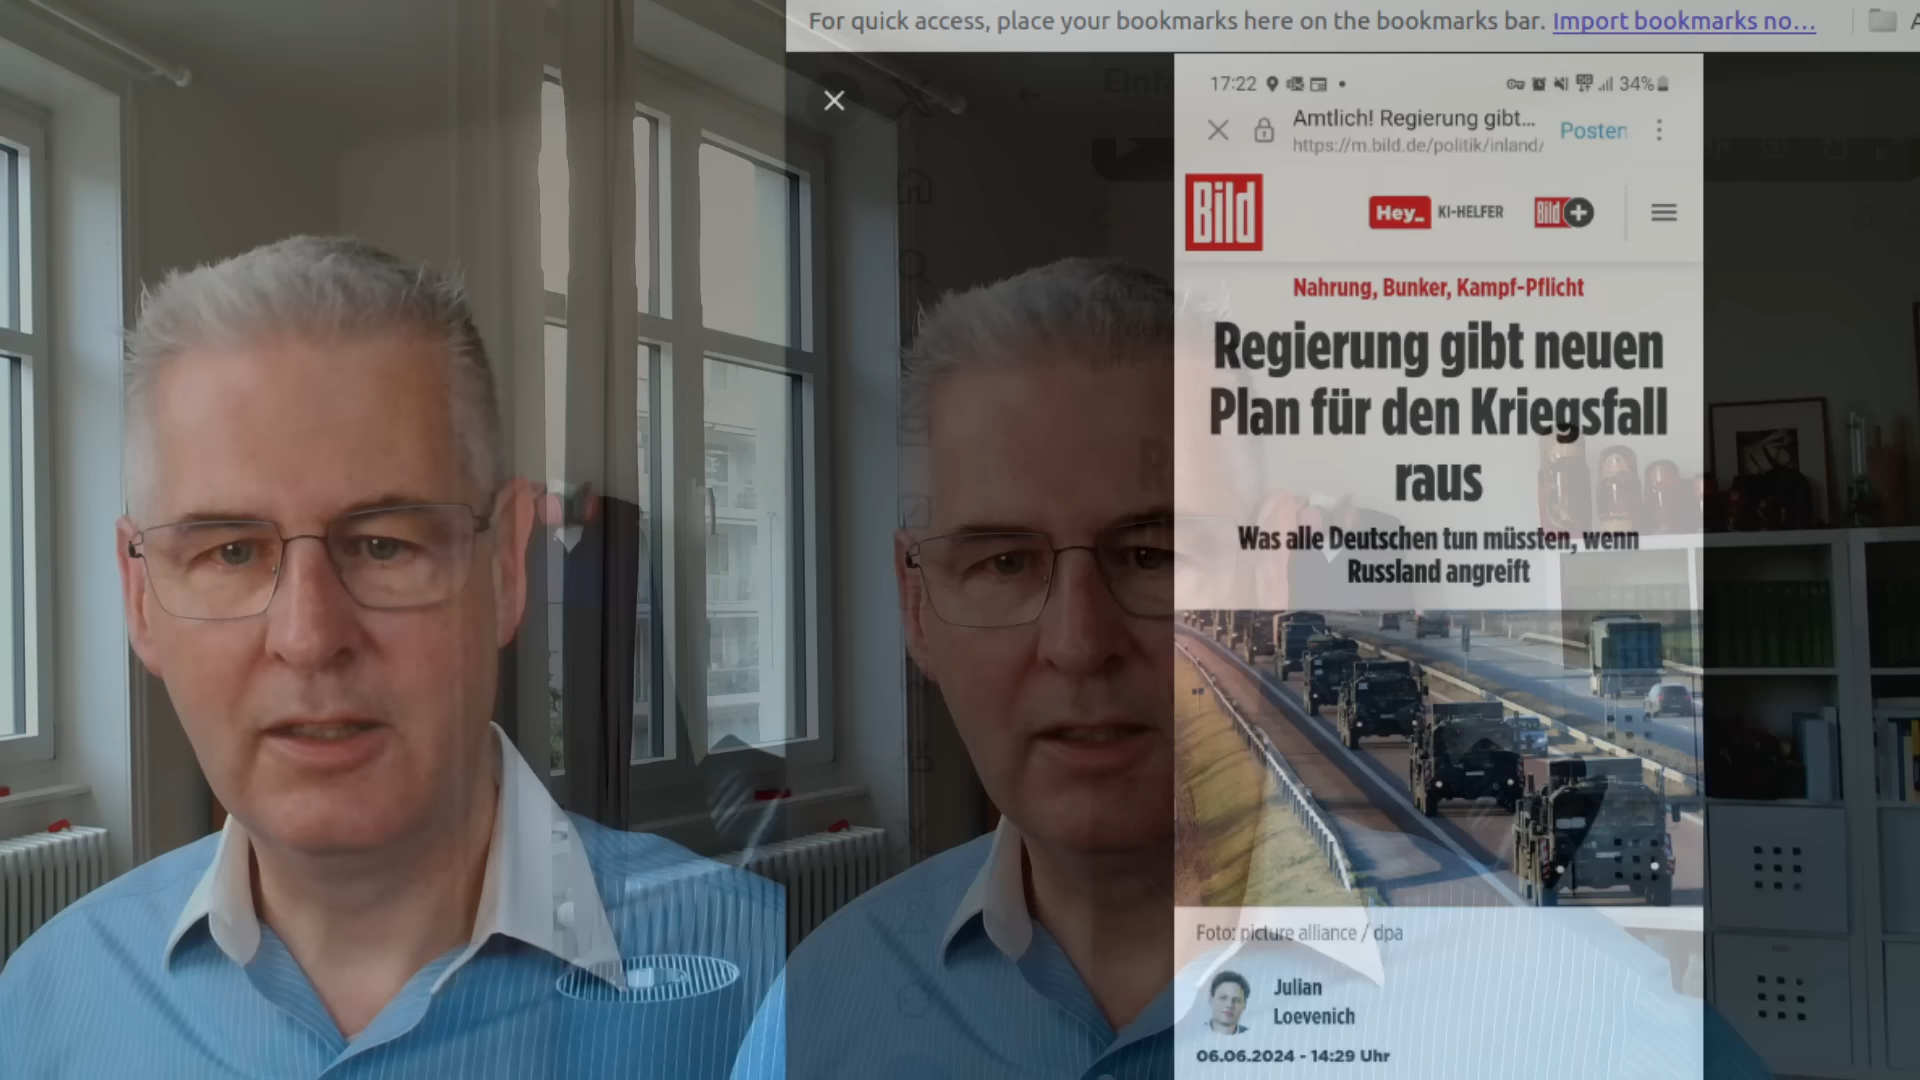 For quick access, place your bookmarks here on the bookmarks bar. Import bookmarks no…
17:22
34%
Amtlich! Regierung gibt...
https://m.bild.de/politik/inland/
Posten
Bild
Hey_ KI-HELFER
Bild+
Nahrung, Bunker, Kampf-Pflicht
Regierung gibt neuen
Plan für den Kriegsfall
raus
Was alle Deutschen tun müssten, wenn
Russland angreift
Foto: picture alliance / dpa
Julian
Loevenich
06.06.2024 - 14:29 Uhr